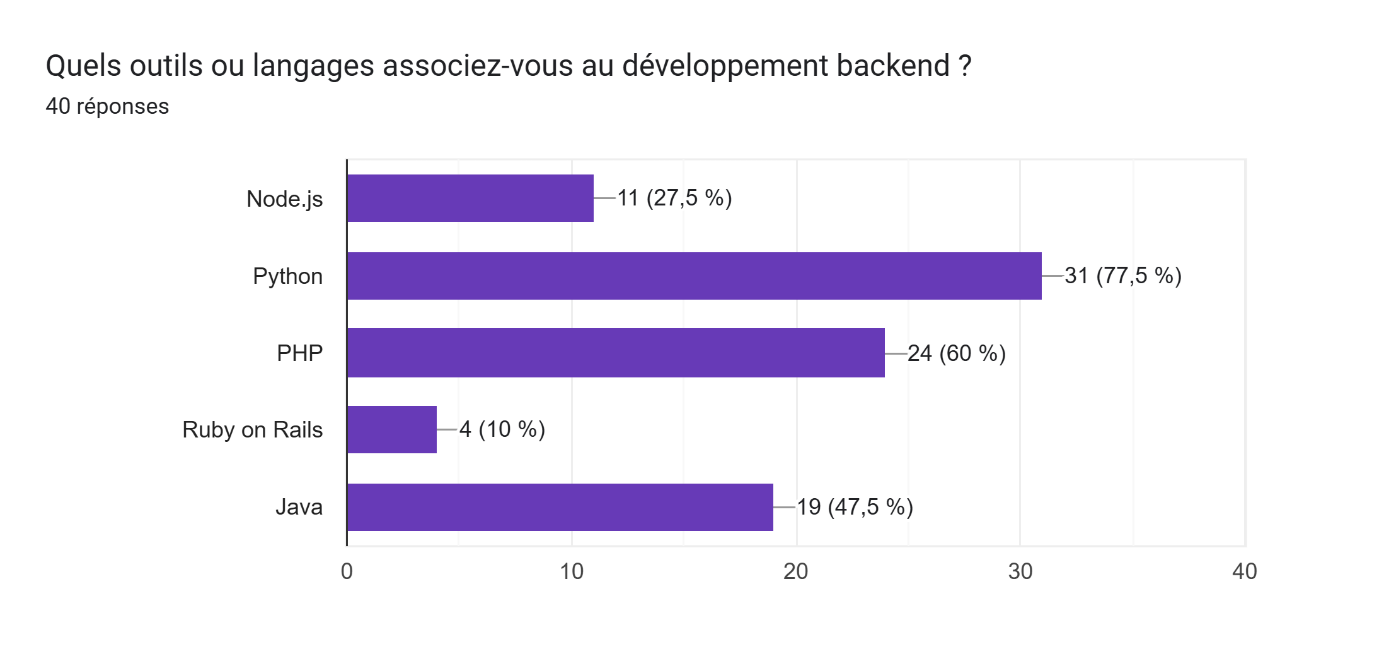 Quels outils ou langages associez-vous au développement backend ?
40 réponses
Node.js
11 (27,5 %)
Python
31 (77,5 %)
PHP
24 (60 %)
Ruby on Rails
4 (10 %)
Java
19 (47,5 %)
0
10
20
30
40